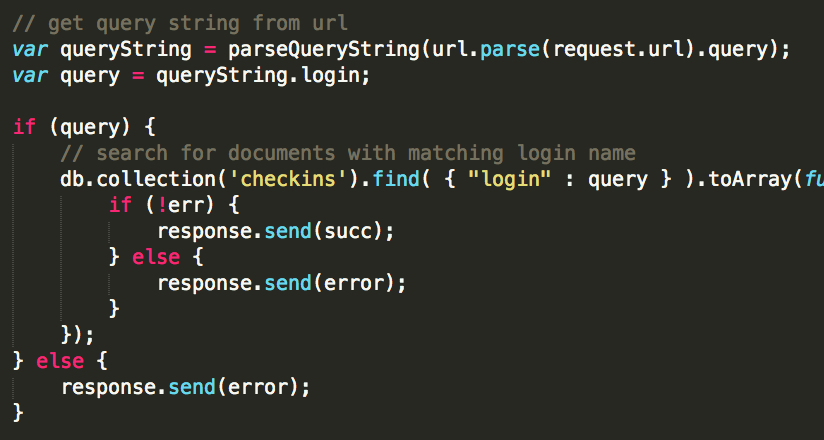 // get query string from url
var queryString = parseQueryString(url.parse(request.url).query);
var query = queryString.login;
if (query) {
// search for documents with matching login name
db.collection('checkins').find( { "login" : query } ).toArray(fu
if (!err) {
response.send(succ);
} else {
response.send(error);
}
});
} else {
response.send(error);
}